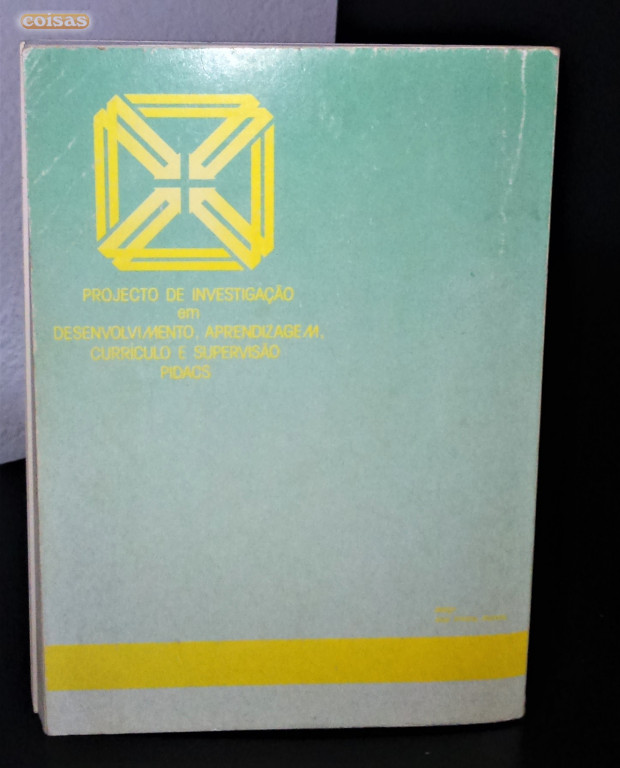 coisas
PROJECTO DE INVESTIGAÇÃO
em
DESENVOLVIMENTO, APRENDIZAGEM,
CURRÍCULO E SUPERVISÃO
PIDACS